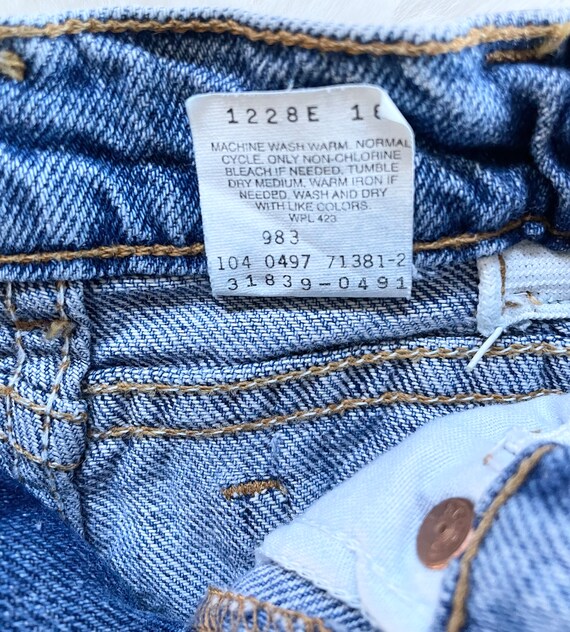 1228E 16
MACHINE WASH WARM. NORMAL
CYCLE. ONLY NON-CHLORINE
BLEACH IF NEEDED. TUMBLE
DRY MEDIUM. WARM IRON IF
NEEDED. WASH AND DRY
WITH LIKE COLORS.
WPL 423
983
104 0497 71381-2
31839-0491